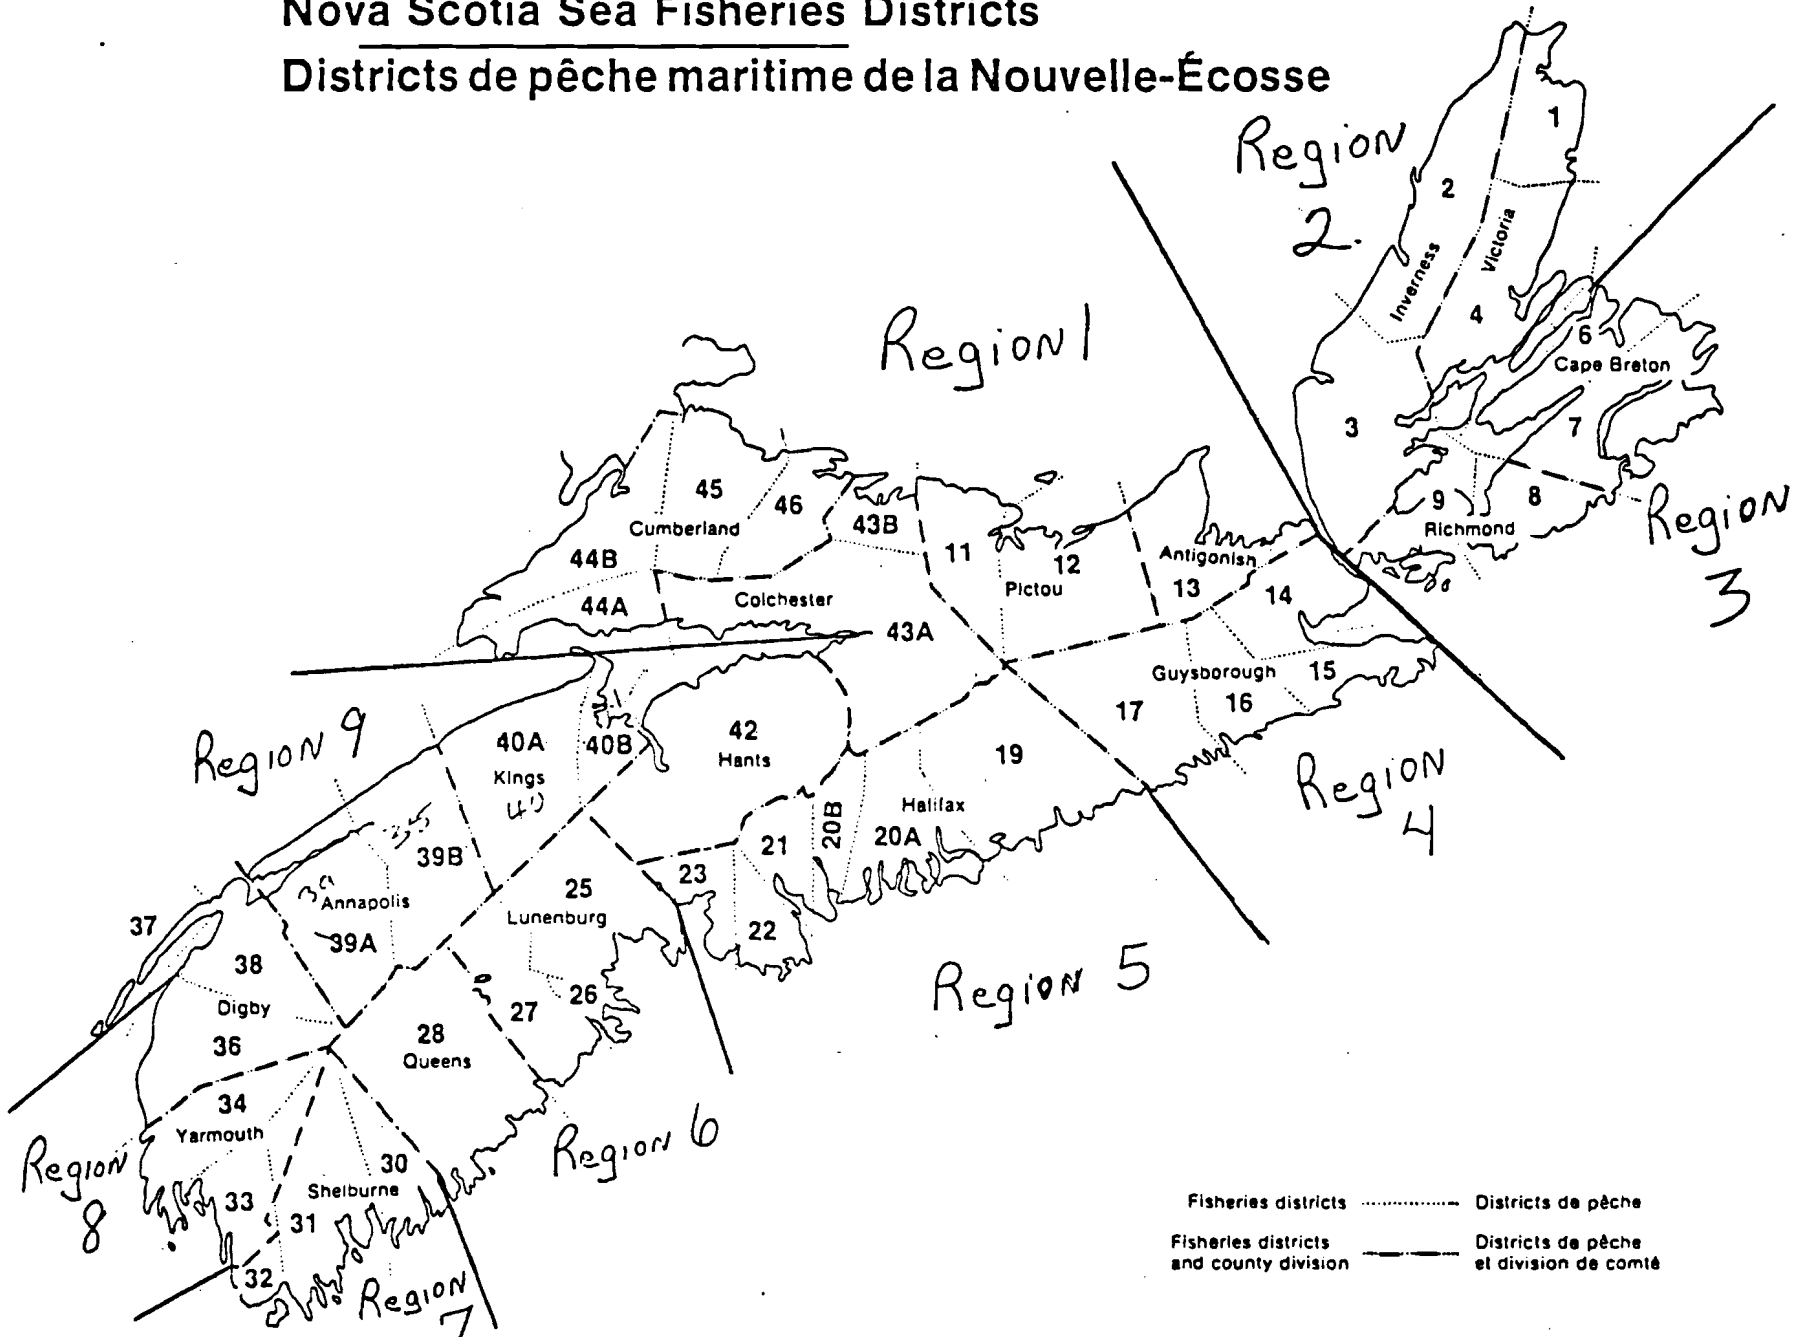 Nova Scotia Sea Fisheries Districts
Districts de pêche maritime de la Nouvelle-Écosse
Region
2.
1
2
Victoria
Inverness
4
6
Cape Breton
Region 1
3
7
9
8
Richmond
Region
3
45
46
43B
Cumberland
44B
11
12
Pictou
Antigonish
13
14
44A
Colchester
43A
Guysborough
15
16
17
Region 9
40A
40B
Kings
42
Hants
19
Region
4
Halifax
20A
20B
21
35
39B
23
39
Annapolis
39A
25
Lunenburg
22
37
38
Digby
36
26
27
28
Queens
Region 5
34
Yarmouth
Region
8
30
Shelburne
33
31
32
Region 6
Region
7
Fisheries districts
Districts de pêche
Fisheries districts
and county division
Districts de pêche
et division de comté